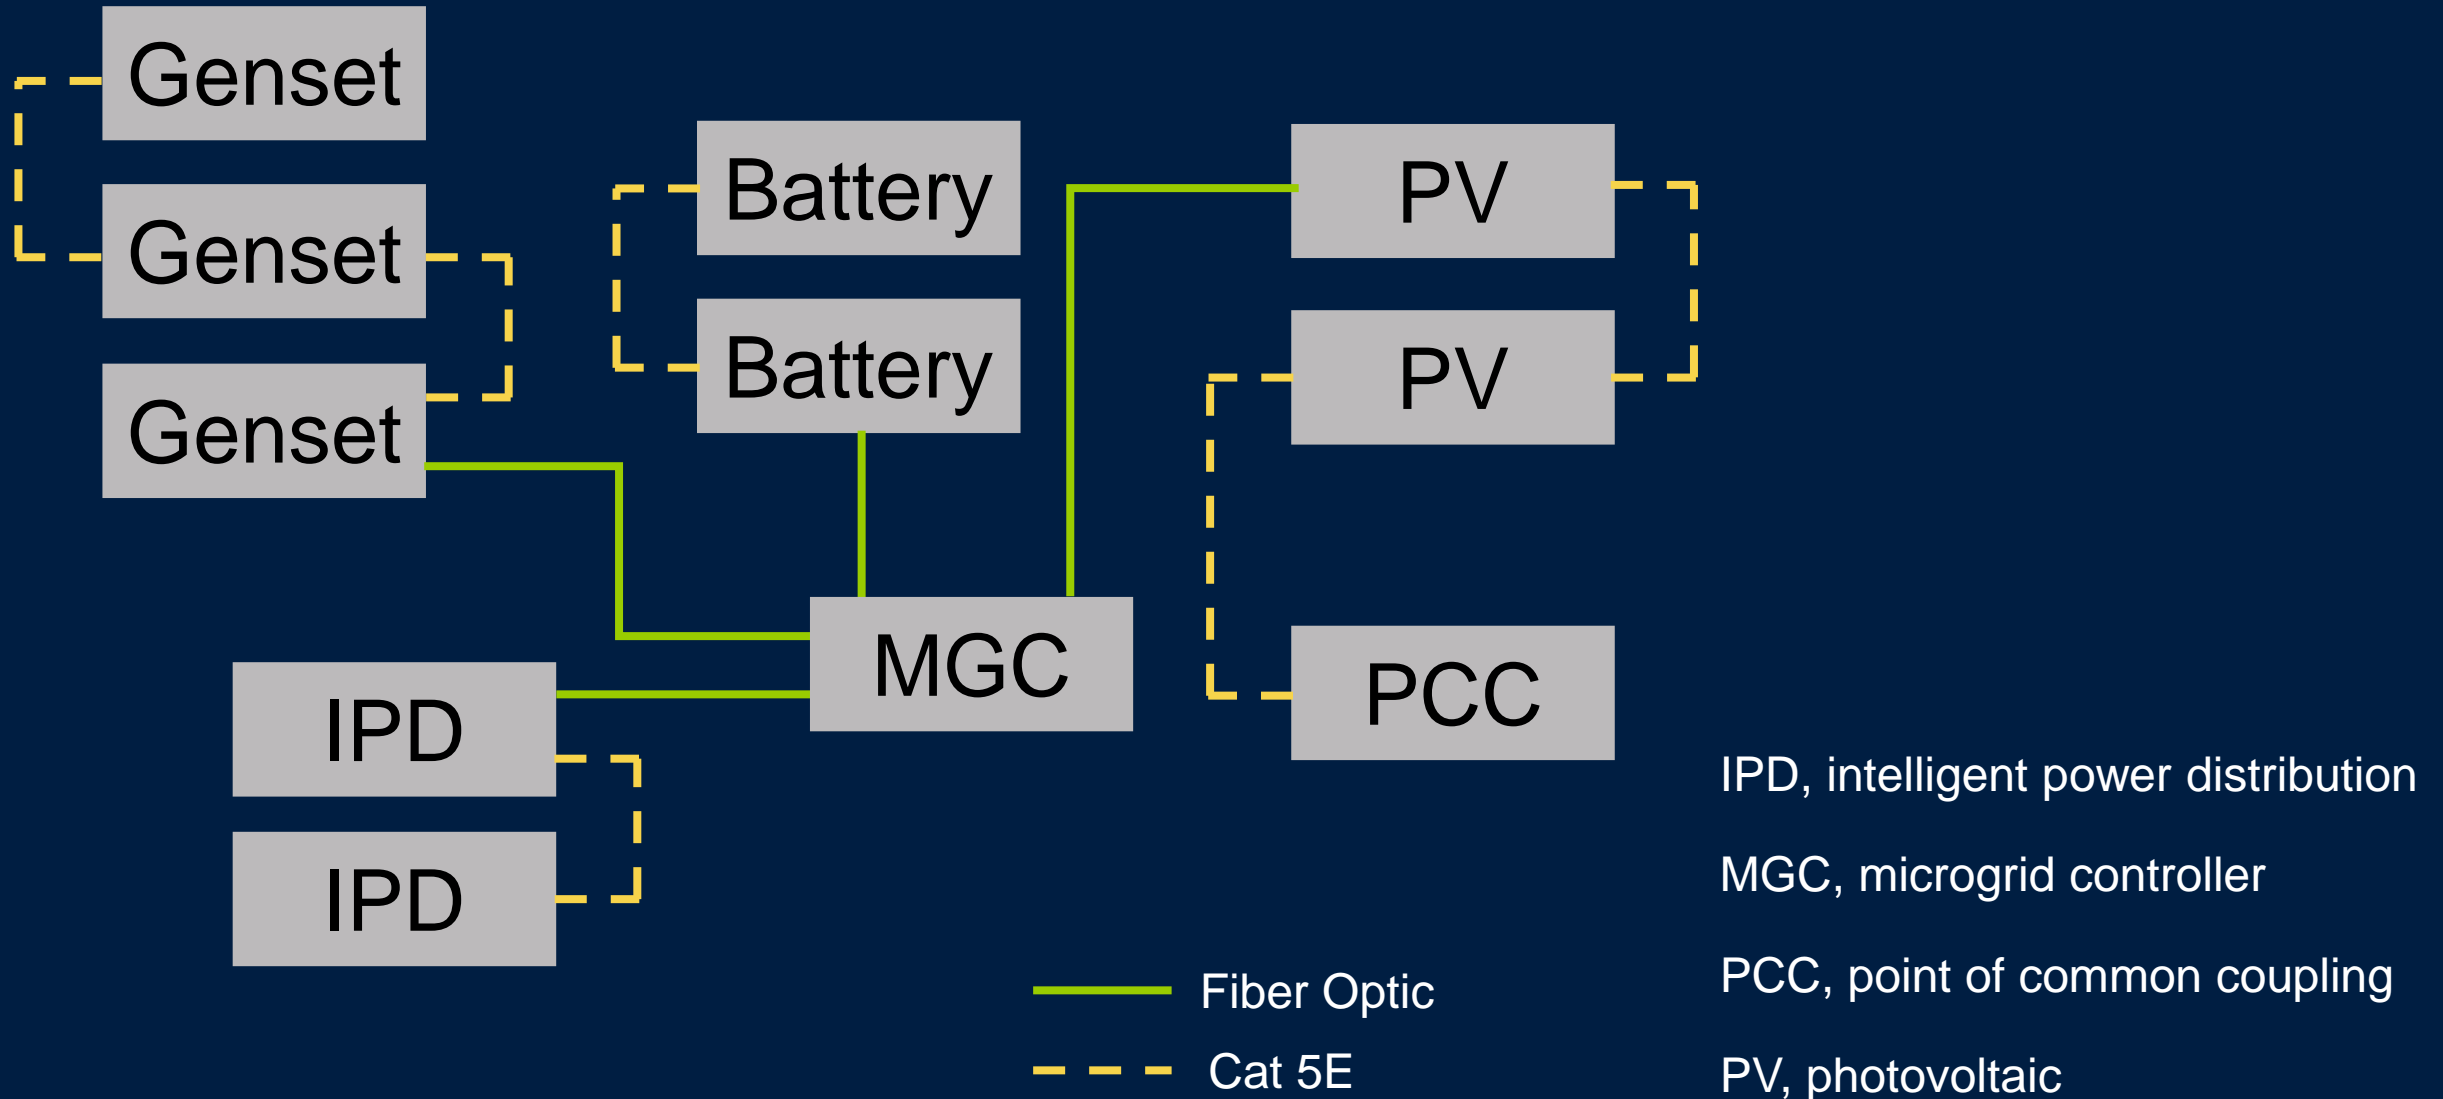 Genset
Genset
Genset
Battery
Battery
PV
PV
MGC
PCC
IPD
IPD
Fiber Optic
Cat 5E
IPD, intelligent power distribution
MGC, microgrid controller
PCC, point of common coupling
PV, photovoltaic